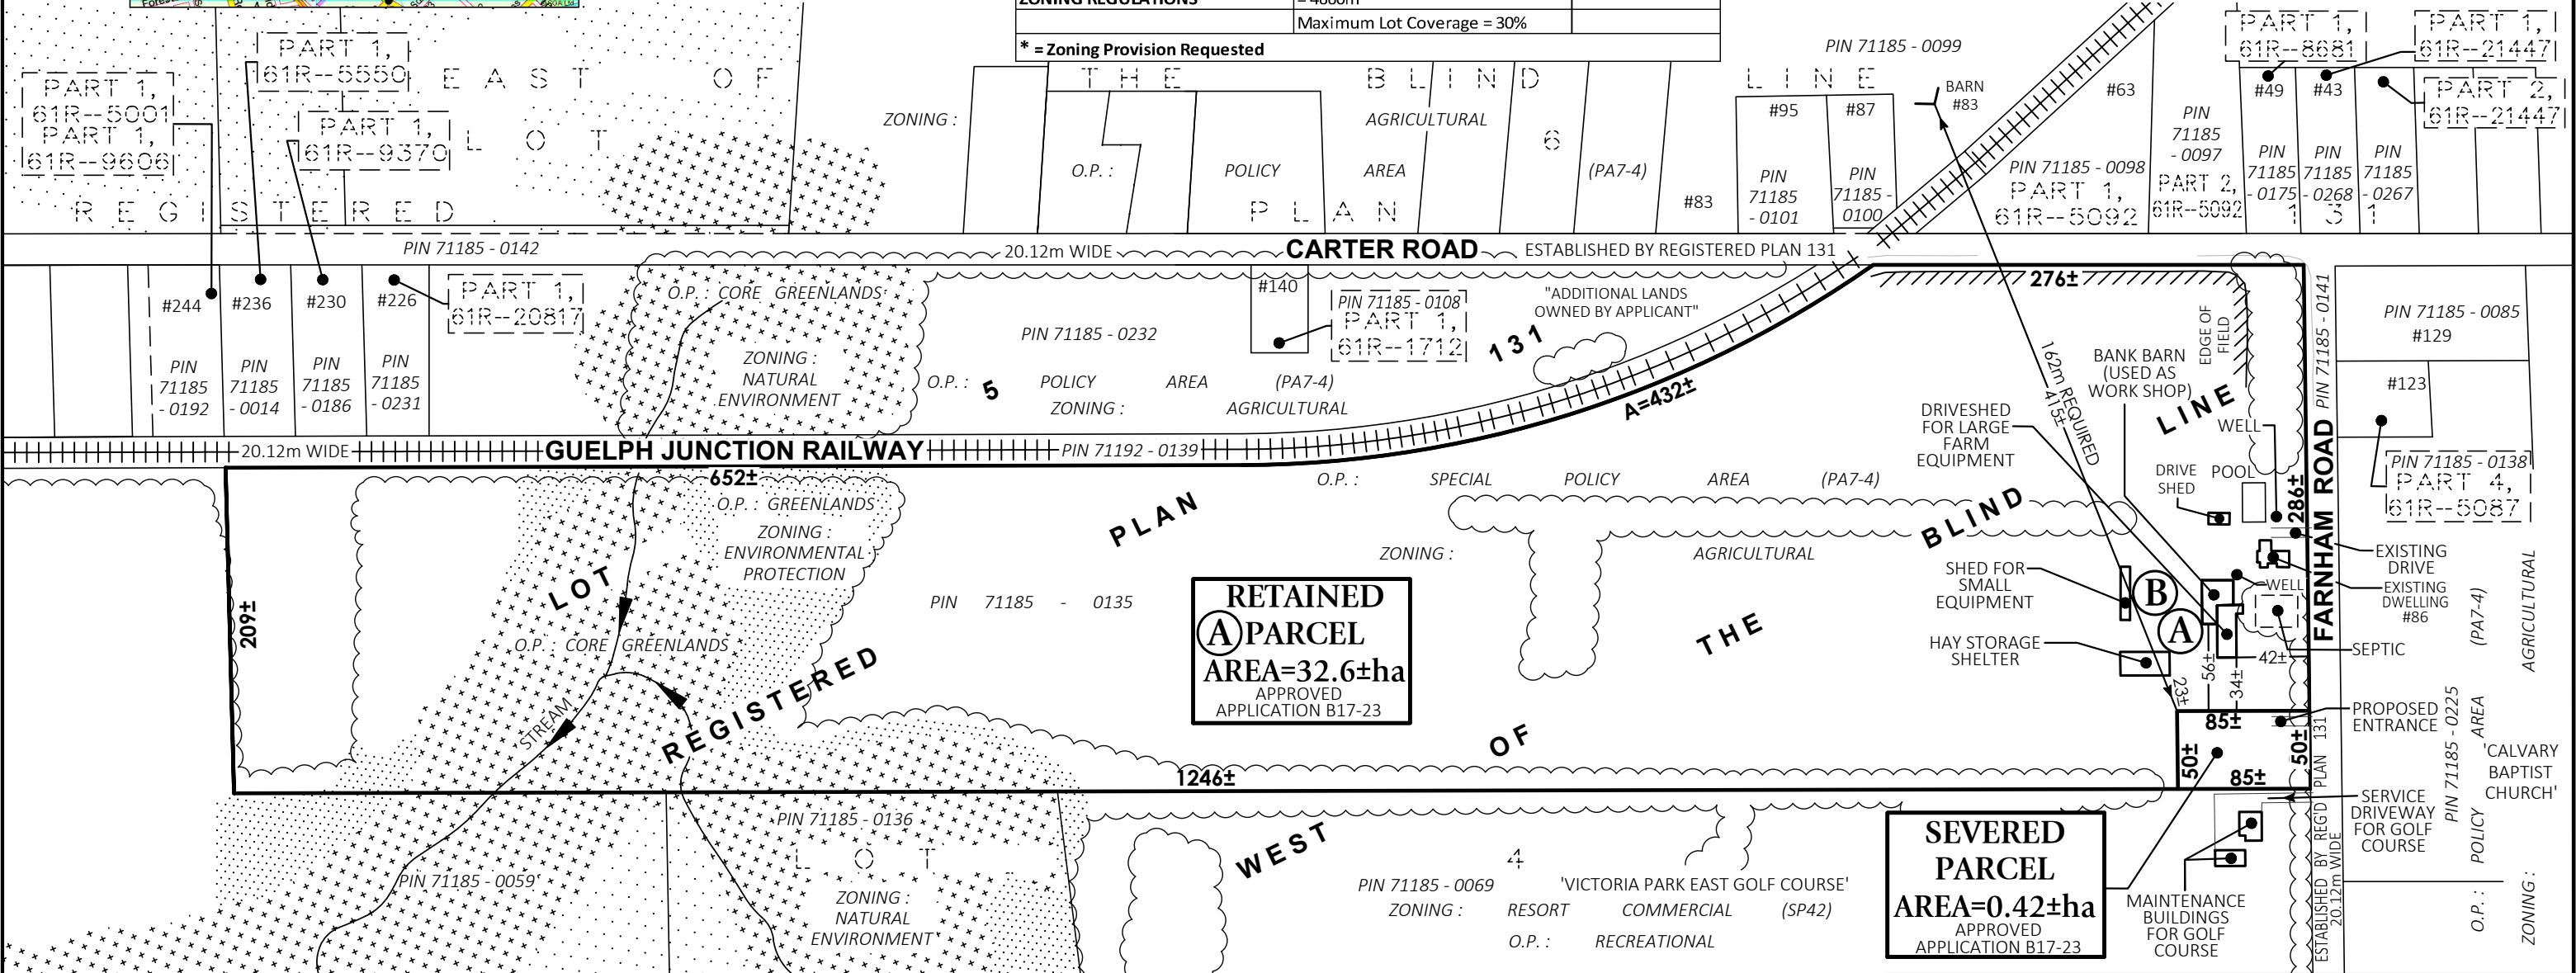 ZONING REGULATIONS
= 4000m²
Maximum Lot Coverage = 30%
* = Zoning Provision Requested
PART 1,
61R--5001
PART 1,
61R--9606
PART 1,
61R--5550
PART 1,
61R--9370
EAST OF
LOT
REGISTERED
THE BLIND LINE
ZONING : AGRICULTURAL
6
O.P. : POLICY AREA (PA7-4)
PLAN
#83
PIN 71185 - 0099
#95
PIN
71185
- 0101
#87
PIN
71185 -
0100
BARN
#83
#63
PIN 71185 - 0098
PART 1,
61R--5092
PIN
71185
- 0097
PART 2,
61R--5092
PART 1,
61R--8681
PART 1,
61R--21447
PART 2,
61R--21447
#49
PIN
71185
- 0175
#43
PIN
71185
- 0268
PIN
71185
- 0267
131
PIN 71185 - 0142
20.12m WIDE
CARTER ROAD
ESTABLISHED BY REGISTERED PLAN 131
#244
PIN
71185
- 0192
#236
PIN
71185
- 0014
#230
PIN
71185
- 0186
#226
PIN
71185
- 0231
PART 1,
61R--20817
O.P. : CORE GREENLANDS
ZONING :
NATURAL
ENVIRONMENT
PIN 71185 - 0232
#140
PIN 71185 - 0108
PART 1,
61R--1712
"ADDITIONAL LANDS
OWNED BY APPLICANT"
131
5
O.P. : POLICY AREA (PA7-4)
ZONING : AGRICULTURAL
A=432±
276±
EDGE OF
FIELD
162m REQUIRED
415±
BANK BARN
(USED AS
WORK SHOP)
DRIVESHED
FOR LARGE
FARM
EQUIPMENT
LINE
WELL
DRIVE
SHED
POOL
286±
FARNHAM ROAD
PIN 71185 - 0141
PIN 71185 - 0085
#129
#123
PIN 71185 - 0138
PART 4,
61R--5087
20.12m WIDE
GUELPH JUNCTION RAILWAY
PIN 71192 - 0139
652±
O.P. : GREENLANDS
ZONING :
ENVIRONMENTAL
PROTECTION
O.P. : SPECIAL POLICY AREA (PA7-4)
PLAN
BLIND
ZONING : AGRICULTURAL
LOT
209±
O.P. : CORE GREENLANDS
PIN 71185 - 0135
RETAINED
A PARCEL
AREA=32.6±ha
APPROVED
APPLICATION B17-23
THE
SHED FOR
SMALL
EQUIPMENT
HAY STORAGE
SHELTER
B
A
WELL
EXISTING
DRIVE
EXISTING
DWELLING
#86
SEPTIC
42±
56±
34±
23±
STREAM
REGISTERED
OF
1246±
85±
50±
50±
85±
PROPOSED
ENTRANCE
SERVICE
DRIVEWAY
FOR GOLF
COURSE
PIN 71185 - 0225
O.P. : POLICY AREA (PA7-4)
ZONING : AGRICULTURAL
'CALVARY
BAPTIST
CHURCH'
ESTABLISHED BY REG'D PLAN 131
20.12m WIDE
PIN 71185 - 0136
LOT
PIN 71185 - 0059
ZONING :
NATURAL
ENVIRONMENT
WEST
4
PIN 71185 - 0069
'VICTORIA PARK EAST GOLF COURSE'
ZONING : RESORT COMMERCIAL (SP42)
O.P. : RECREATIONAL
SEVERED
PARCEL
AREA=0.42±ha
APPROVED
APPLICATION B17-23
MAINTENANCE
BUILDINGS
FOR GOLF
COURSE